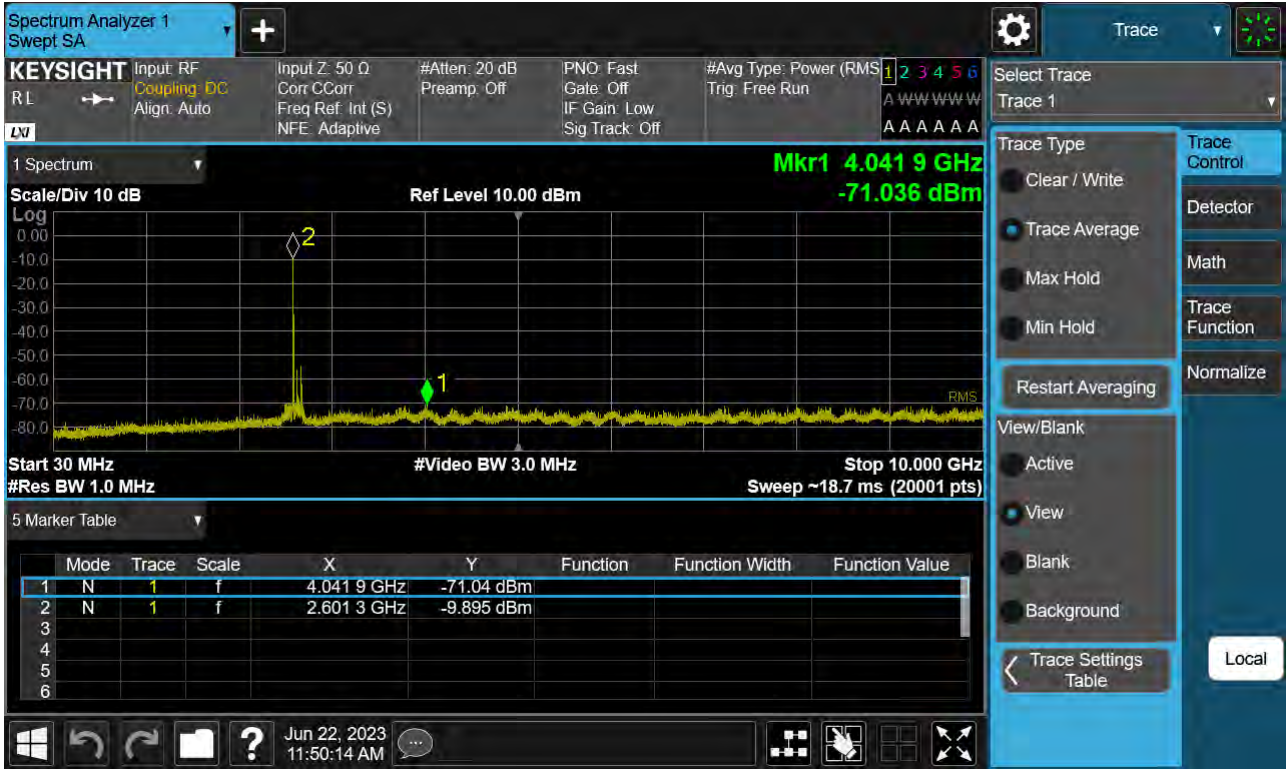 Spectrum Analyzer 1
Swept SA
Trace
KEYSIGHT
RL
LXI
Input: RF
Coupling: DC
Align: Auto
Input Z: 50 Ω
Corr CCorr
Freq Ref: Int (S)
NFE: Adaptive
#Atten: 20 dB
Preamp: Off
PNO: Fast
Gate: Off
IF Gain: Low
Sig Track: Off
#Avg Type: Power (RMS
Trig: Free Run
1 2 3 4 5 6
A W W W W W
A A A A A A
Select Trace
Trace 1
1 Spectrum
Mkr1 4.041 9 GHz
Scale/Div 10 dB
Ref Level 10.00 dBm
-71.036 dBm
Log
0.00
-10.0
-20.0
-30.0
-40.0
-50.0
-60.0
-70.0
-80.0
2
1
RMS
Start 30 MHz
#Video BW 3.0 MHz
Stop 10.000 GHz
#Res BW 1.0 MHz
Sweep ~18.7 ms (20001 pts)
5 Marker Table
Mode Trace Scale X Y Function Function Width Function Value
1 N 1 f 4.041 9 GHz -71.04 dBm
2 N 1 f 2.601 3 GHz -9.895 dBm
3
4
5
6
Trace Type
Clear / Write
Trace Average
Max Hold
Min Hold
Restart Averaging
View/Blank
Active
View
Blank
Background
Trace Settings
Table
Trace
Control
Detector
Math
Trace
Function
Normalize
Local
?
Jun 22, 2023
11:50:14 AM